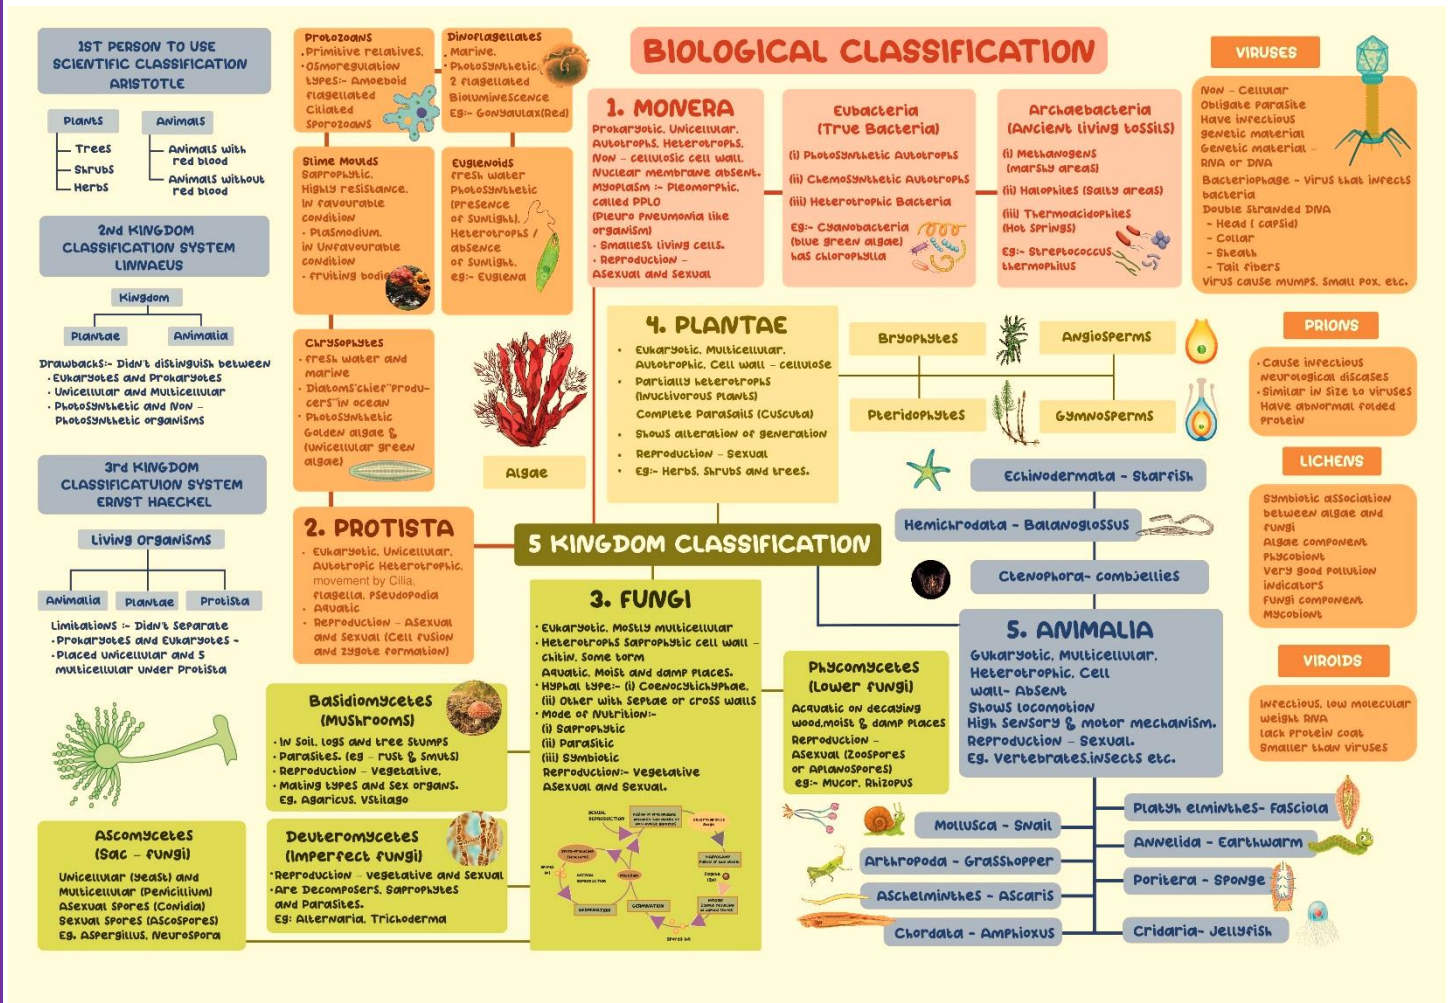 BIOLOGICAL CLASSIFICATION
1ST PERSON TO USE
SCIENTIFIC CLASSIFICATION
ARISTOTLE
Plants
Trees
Shrubs
Herbs
Animals
Animals with
red blood
Animals without
red blood
2nd KINGDOM
CLASSIFICATION SYSTEM
LINNAEUS
Kingdom
Plantae
Animalia
Drawbacks:- Didn't distinguish between
• Eukaryotes and Prokaryotes
• Unicellular and Multicellular
• Photosynthetic and Non -
Photosynthetic organisms
3rd KINGDOM
CLASSIFICATUION SYSTEM
ERNST HAECKEL
Living Organisms
Animalia
Plantae
Protista
Limitations :- Didn't Separate
• Prokaryotes and Eukaryotes -
• Placed Unicellular and 5
multicellular under Protista
Protozoans
• Primitive relatives.
• Osmoregulation
types:- Amoeboid
flagellated
Ciliated
Sporozoans
Dinoflagellates
• Marine.
• Photosynthetic
2 flagellated
Bioluminescence
Eg:- Gonyaulax(Red)
Slime Moulds
Saprophytic.
Highly resistance.
In favourable
condition
• Plasmodium.
in Unfavourable
condition
• fruiting bodie
Euglenoids
fresh water
Photosynthetic
(Presence
of Sunlight).
Heterotrophs /
absence
of Sunlight.
eg:- Euglena
Chrysophytes
• fresh water and
marine
• Diatoms'chief"Produ-
cers"in ocean
• Photosynthetic
Golden algae &
(unicellular green
algae)
Algae
2. PROTISTA
• Eukaryotic. Unicellular.
Autotropic Heterotrophic.
movement by Cilia.
flagella. Pseudopodia
• Aquatic
• Reproduction - Asexual
and Sexual (Cell fusion
and zygote formation)
1. MONERA
Prokaryotic. Unicellular.
Autotrophs. Heterotrophs.
Non - cellulosic cell wall.
Nuclear membrane absent.
Myoplasm :- Pleomorphic.
called PPLO
(Pleuro Pneumonia like
organism)
• Smallest living cells.
• Reproduction -
Asexual and Sexual
Eubacteria
(True Bacteria)
(i) Photosynthetic Autotrophs
(ii) Chemosynthetic Autotrophs
(iii) Heterotrophic Bacteria
Eg:- Cyanobacteria
(blue green algae)
has chlorophylla
Archaebacteria
(Ancient living tossils)
(i) Methanogens
(marshy areas)
(ii) Halophiles (Salty areas)
(iii) Thermoacidophiles
(Hot Springs)
Eg:- Streptococcus
thermophilus
4. PLANTAE
• Eukaryotic. Multicellular.
Autotrophic. Cell wall - cellulose
• Partially heterotrophs
(Inuctivorous Plants)
Complete Parasails (Cuscuta)
• Shows alteration of generation
• Reproduction - Sexual
• Eg:- Herbs. Shrubs and trees.
Bryophytes
Angiosperms
Pteridophytes
Gymnosperms
5 KINGDOM CLASSIFICATION
3. FUNGI
• Eukaryotic. Mostly multicellular
• Heterotrophs Saprophytic cell wall -
chitin. Some torm
Aquatic. Moist and damp Places.
• Hyphal type:- (i) Coenocytichyphae.
(ii) Other with Septae or cross walls
• Mode of Nutrition:-
(i) Saprophytic
(ii) Parasitic
(iii) Symbiotic
Reproduction:- Vegetative
Asexual and Sexual.
SEXUAL
REPRODUCTION
GERMINATION
GERMINATION
Basidiomycetes
(Mushrooms)
• In Soil. logs and tree Stumps
• Parasites. (eg - rust & Smuts)
• Reproduction - Vegetative.
• Mating types and Sex organs.
Eg. Agaricus. Vstilago
Deuteromycetes
(Imperfect fungi)
• Reproduction - vegetative and Sexual
• Are Decomposers. Saprophytes
and Parasites.
Eg: Alternaria. Trichoderma
Ascomycetes
(Sac - fungi)
Unicellular (yeast) and
Multicellular (Penicillium)
Asexual Spores (Conidia)
Sexual Spores (Ascospores)
Eg. Aspergillus. Neurospora
Phycomycetes
(Lower fungi)
Acquatic on decaying
wood.moist & damp Places
Reproduction -
Asexual (Zoospores
or Aplanospores)
eg:- Mucor. Rhizopus
Echinodermata - Starfish
Hemichrodata - Balanoglossus
Ctenophora- combjellies
5. ANIMALIA
Gukaryotic. Multicellular.
Heterotrophic. Cell
wall- Absent
Shows locomotion
High Sensory & motor mechanism.
Reproduction - Sexual.
Eg. Vertebrates.insects etc.
Mollusca - Snail
Arthropoda - Grasshopper
Aschelminthes - Ascaris
Chordata - Amphioxus
Platyh elminthes- fasciola
Annelida - Earthwarm
Poritera - Sponge
Cridaria- Jellyfish
VIRUSES
Non - Cellular
Obligate Parasite
Have infectious
genetic material
Genetic material -
RNA or DNA
Bacteriophage - Virus that infects
bacteria
Double Stranded DNA
- Head ( capsid)
- Collar
- Sheath
- Tail fibers
Virus cause mumps. Small Pox. etc.
PRIONS
• Cause infectious
neurological discases
• Similar in Size to viruses
Have abnormal folded
Protein
LICHENS
Symbiotic association
between algae and
fungi
Algae component
Phycobiont
Very good Pollution
indicators
Fungi component
Mycobiont
VIROIDS
Infectious. low molecular
weight RNA
lack Protein coat
Smaller than viruses